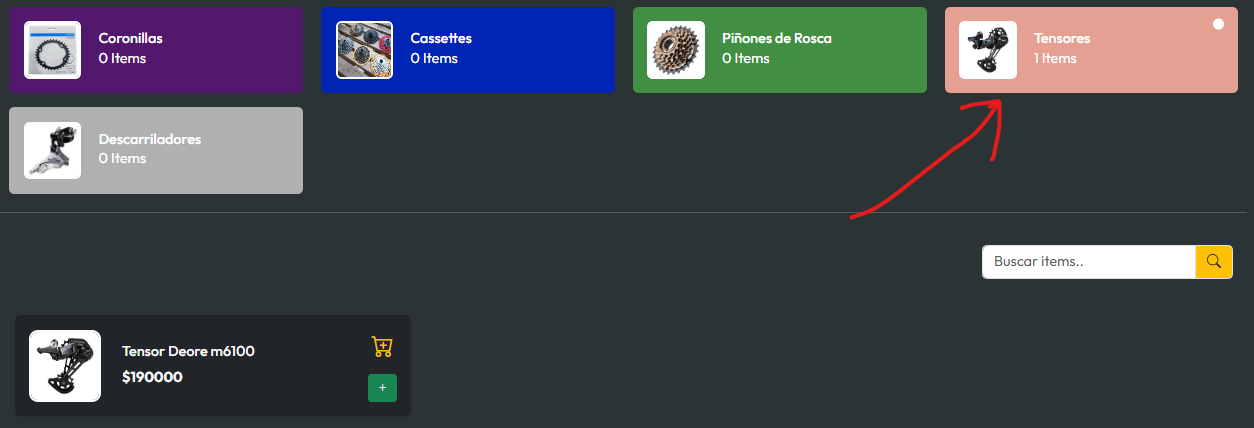 Coronillas
0 Items
Cassettes
0 Items
Piñones de Rosca
0 Items
Tensores
1 Items
Descarriladores
0 Items
Buscar items..
Tensor Deore m6100
$190000
+